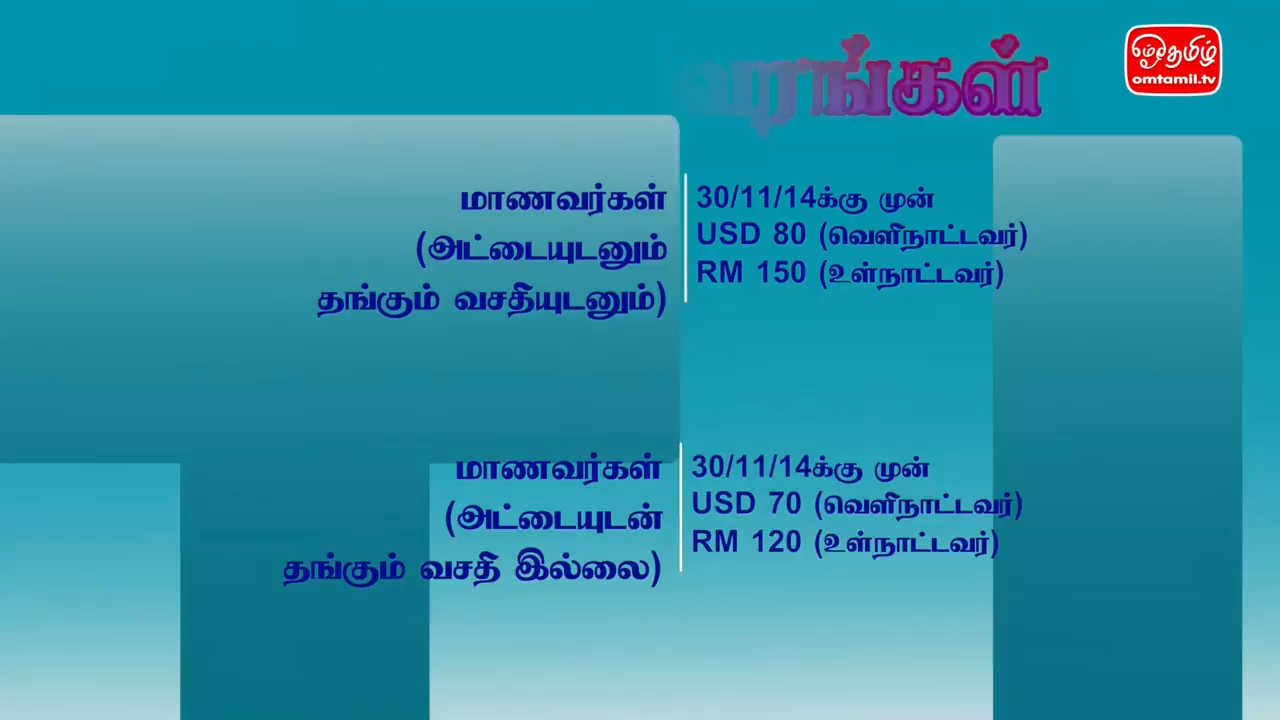 ஓம்தமிழ்
omtamil.tv
மாணவர்கள்
(அட்டையுடனும்
தங்கும் வசதியுடனும்)
30/11/14க்கு முன்
USD 80 (வெளிநாட்டவர்)
RM 150 (உள்நாட்டவர்)
மாணவர்கள்
(அட்டையுடன்
தங்கும் வசதி இல்லை)
30/11/14க்கு முன்
USD 70 (வெளிநாட்டவர்)
RM 120 (உள்நாட்டவர்)